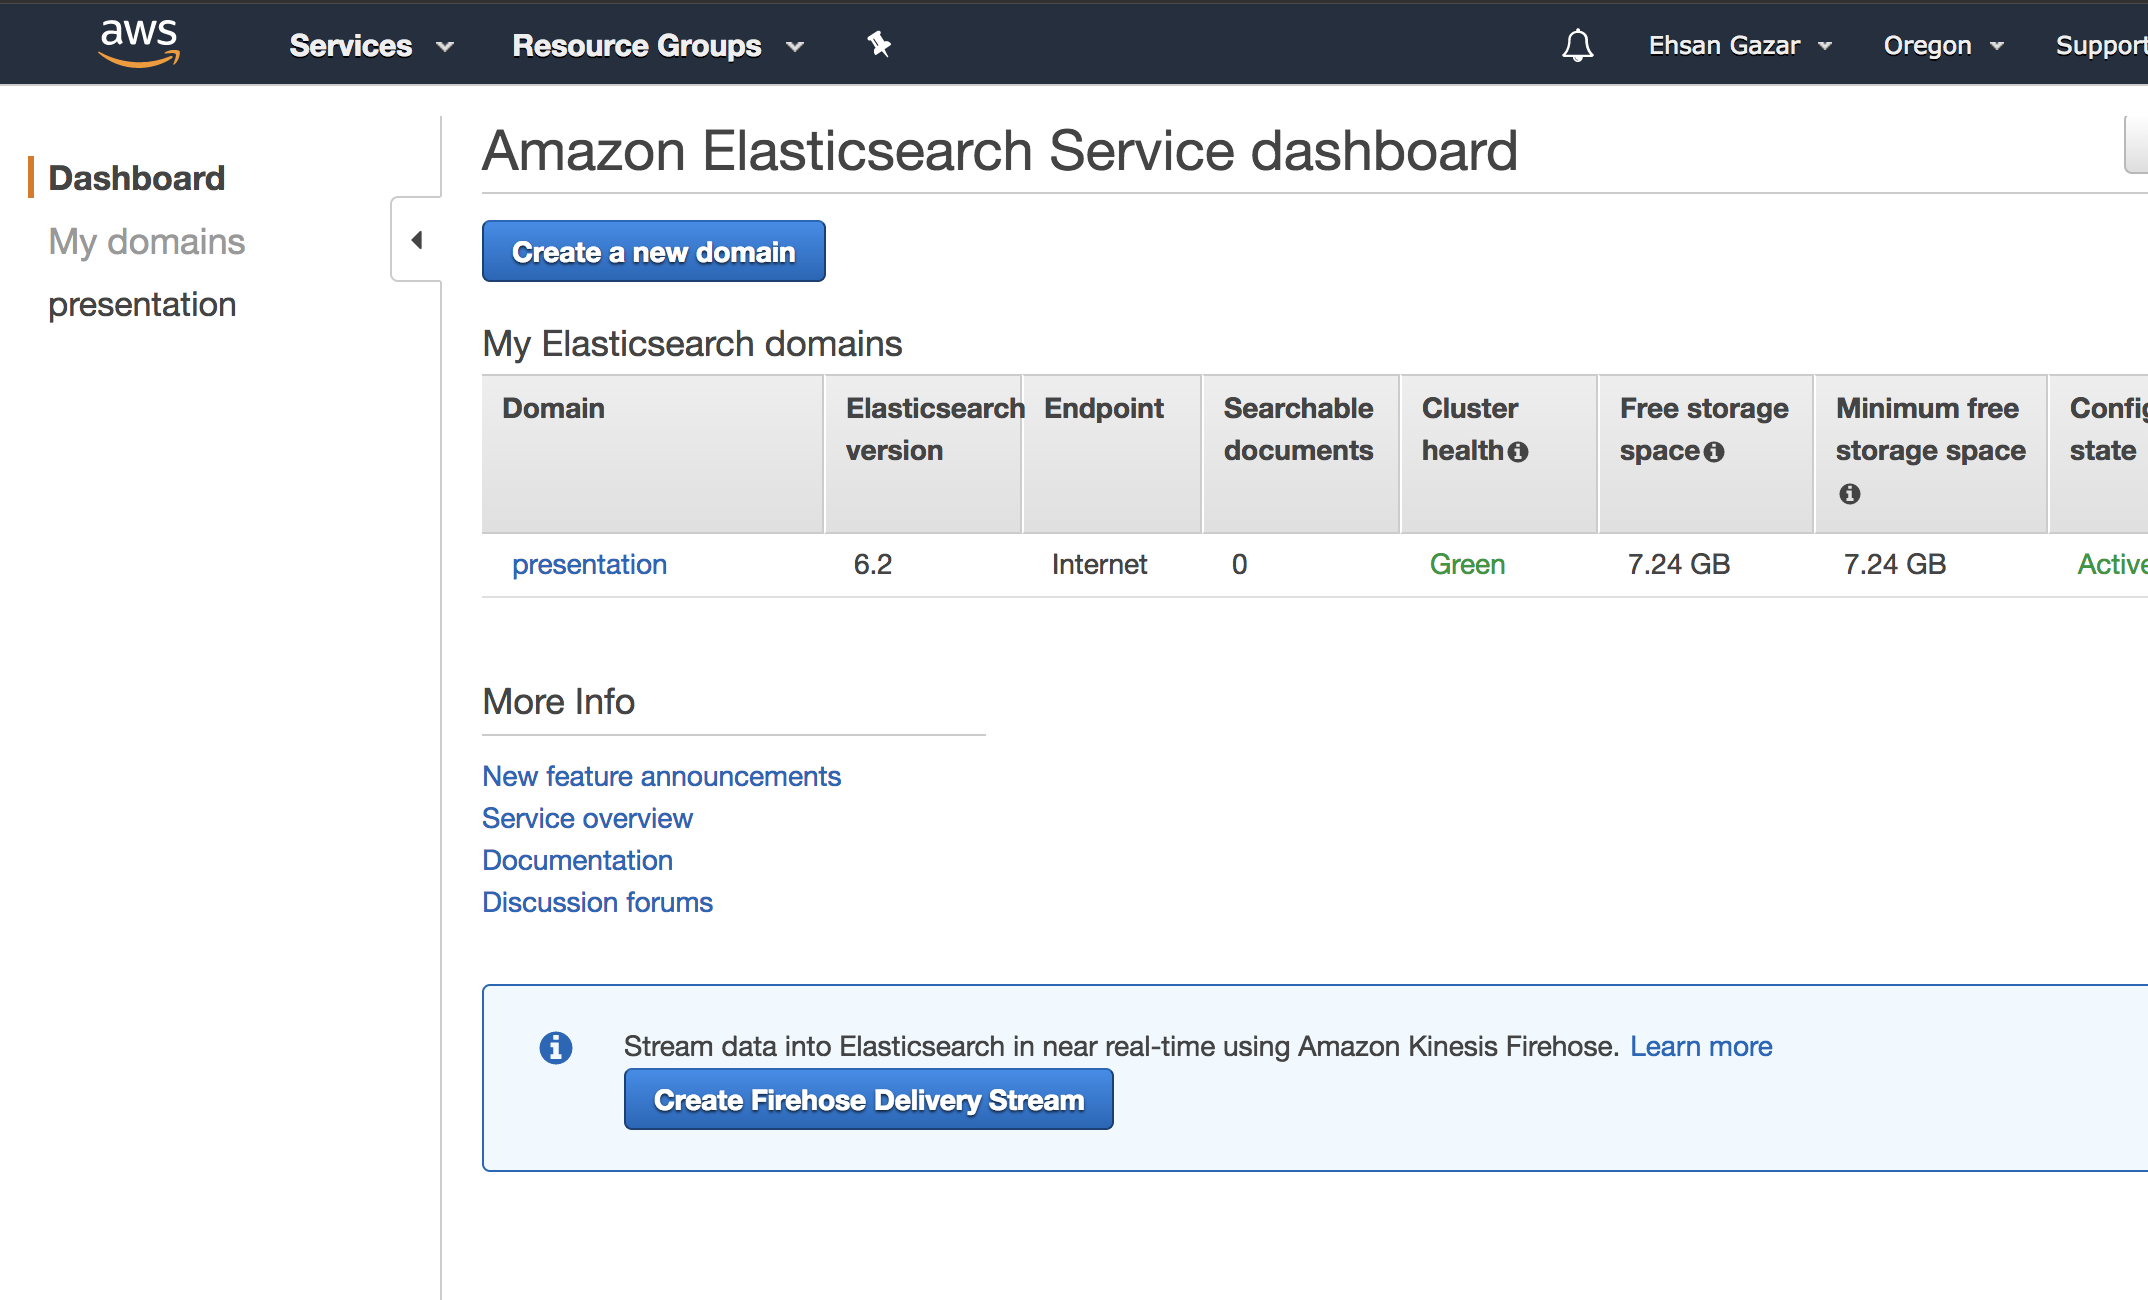 aws Services Resource Groups Ehsan Gazar Oregon Support
Dashboard
My domains
presentation
Amazon Elasticsearch Service dashboard
Create a new domain
My Elasticsearch domains
Domain Elasticsearch version Endpoint Searchable documents Cluster health Free storage space Minimum free storage space Config state
presentation 6.2 Internet 0 Green 7.24 GB 7.24 GB Active
More Info
New feature announcements
Service overview
Documentation
Discussion forums
Stream data into Elasticsearch in near real-time using Amazon Kinesis Firehose. Learn more
Create Firehose Delivery Stream